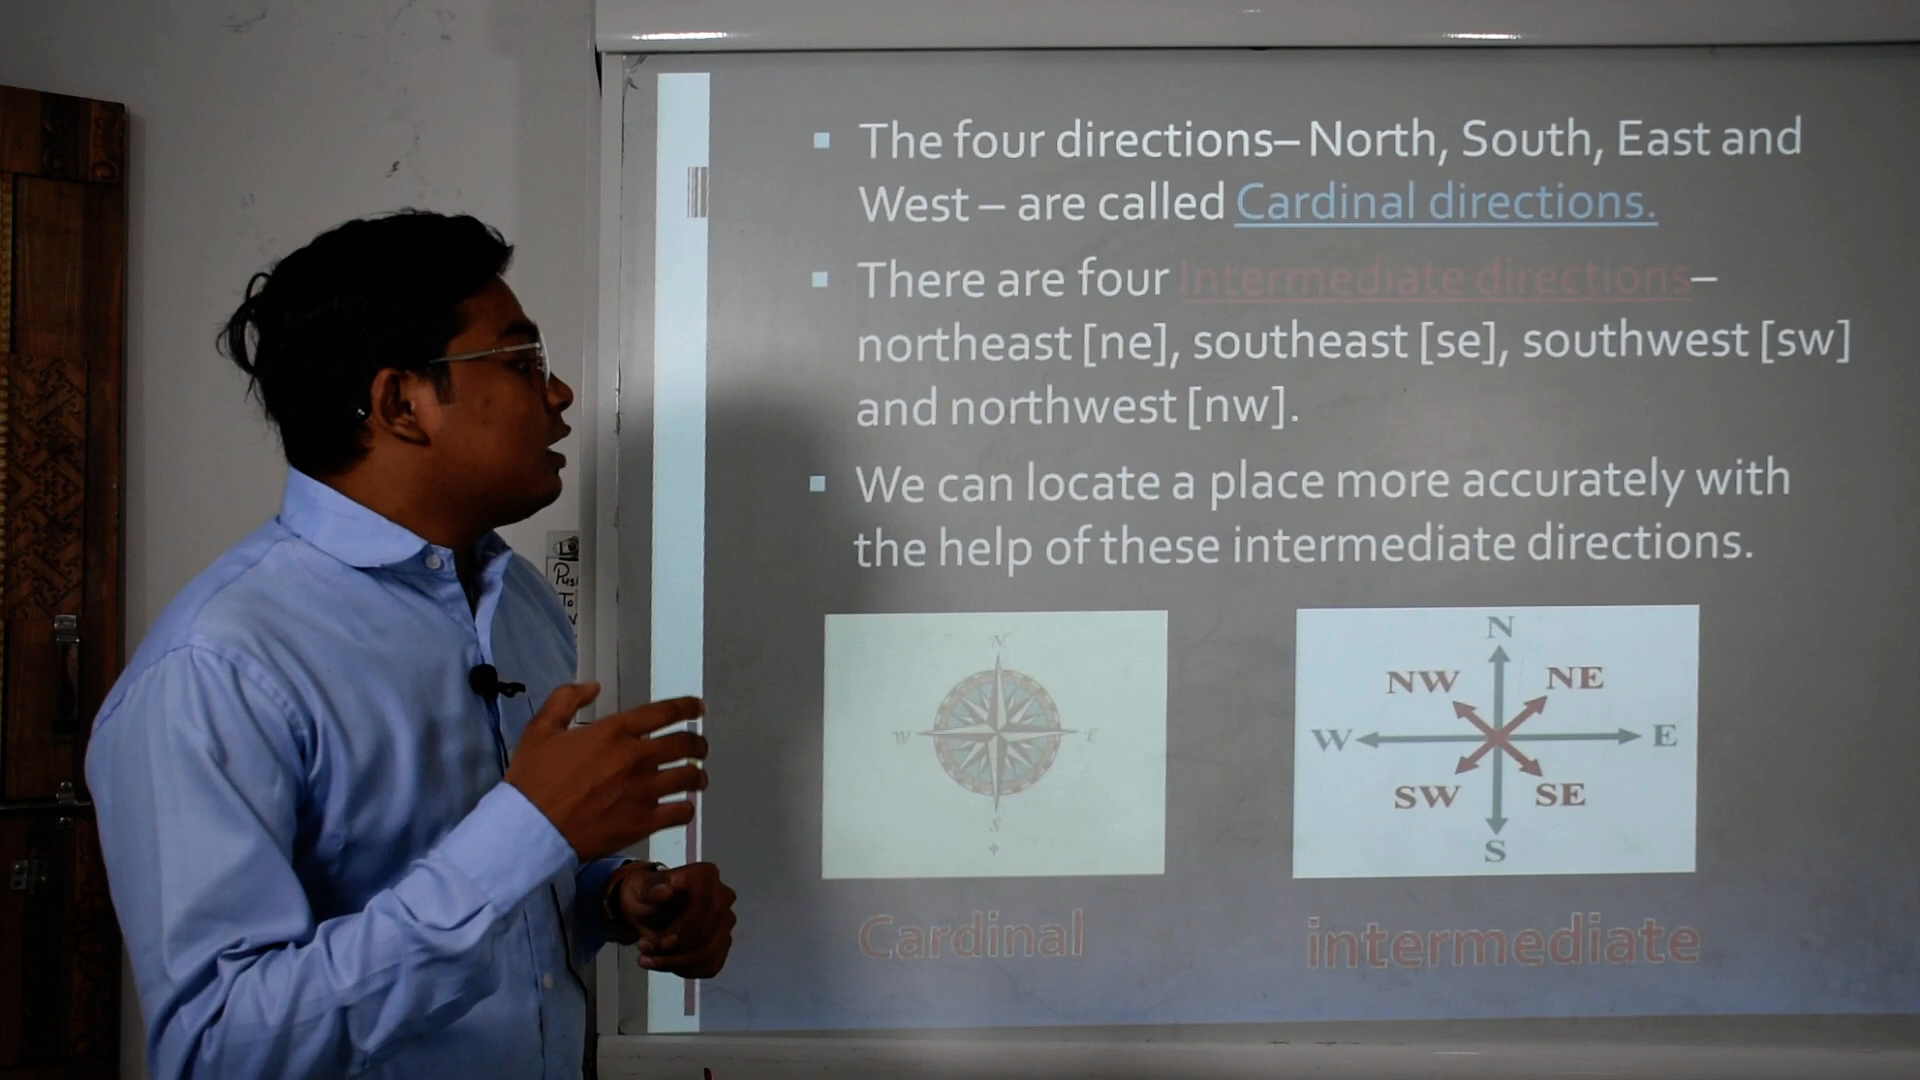 The four directions– North, South, East and
West – are called Cardinal directions.
There are four Intermediate directions–
northeast [ne], southeast [se], southwest [sw]
and northwest [nw].
We can locate a place more accurately with
the help of these intermediate directions.
N
W E
S
N
NW NE
W E
SW SE
S
Cardinal intermediate
To